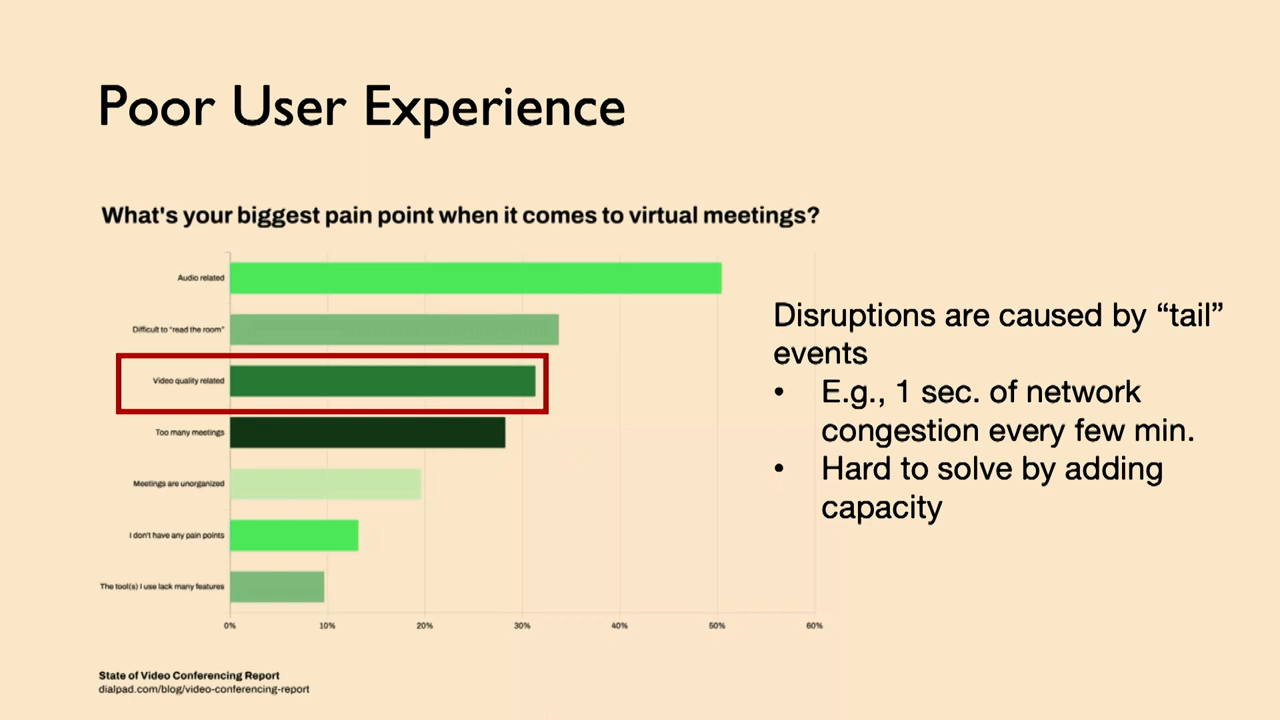 Poor User Experience
What's your biggest pain point when it comes to virtual meetings?
Audio related
Difficult to "read the room"
Video quality related
Too many meetings
Meetings are unorganized
I don't have any pain points
The tool(s) I use lack many features
0% 10% 20% 30% 40% 50% 60%
Disruptions are caused by “tail”
events
• E.g., 1 sec. of network
congestion every few min.
• Hard to solve by adding
capacity
State of Video Conferencing Report
dialpad.com/blog/video-conferencing-report